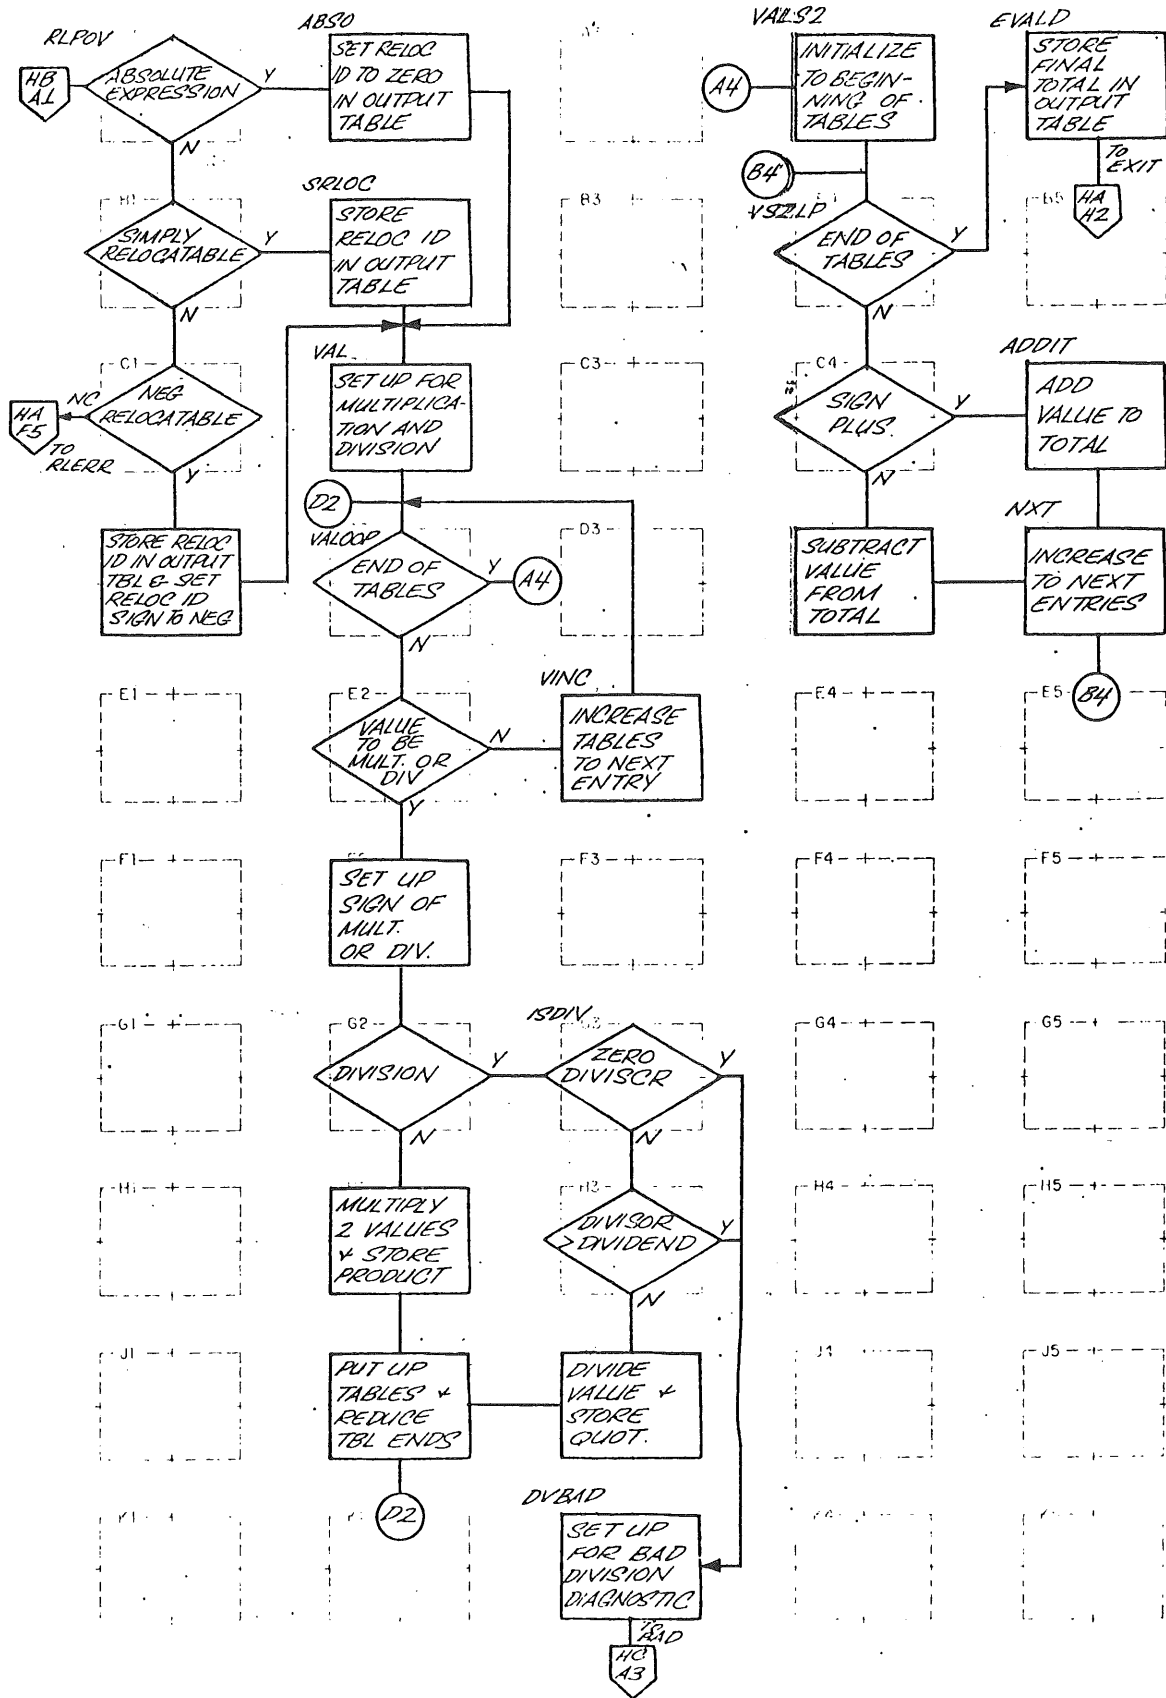 RLPOV
HB
A1
ABSOLUTE
EXPRESSION
Y
N
ABSO
SET RELOC
ID TO ZERO
IN OUTPUT
TABLE
B1
SIMPLY
RELOCATABLE
Y
N
SRLOC
STORE
RELOC ID
IN OUTPUT
TABLE
C1
NEG
RELOCATABLE
NC
HA
F5
TO
RLERR
Y
STORE RELOC
ID IN OUTPUT
TBL & SET
RELOC ID
SIGN TO NEG
VAL
SET UP FOR
MULTIPLICA-
TION AND
DIVISION
D2
VALOOP
END OF
TABLES
Y
A4
N
E2
VALUE
TO BE
MULT. OR
DIV
N
Y
VINC
INCREASE
TABLES
TO NEXT
ENTRY
SET UP
SIGN OF
MULT.
OR DIV.
G2
DIVISION
Y
N
MULTIPLY
2 VALUES
& STORE
PRODUCT
PUT UP
TABLES &
REDUCE
TBL ENDS
D2
ISDIV
G3
ZERO
DIVISOR
Y
N
H3
DIVISOR
> DIVIDEND
Y
N
DIVIDE
VALUE &
STORE
QUOT.
DVBAD
SET UP
FOR BAD
DIVISION
DIAGNOSTIC
TO
BAD
HC
A3
VALS2
A4
INITIALIZE
TO BEGIN-
NING OF
TABLES
B4
VS2LP
END OF
TABLES
Y
N
EVALD
STORE
FINAL
TOTAL IN
OUTPUT
TABLE
TO
EXIT
B5
HA
H2
C4
SIGN
PLUS.
Y
N
ADDIT
ADD
VALUE TO
TOTAL
SUBTRACT
VALUE
FROM
TOTAL
NXT
INCREASE
TO NEXT
ENTRIES
B4
B3
C3
D3
E1
E4
E5
F1
F3
F4
F5
G1
G4
G5
H1
H4
H5
J1
J4
J5
K1